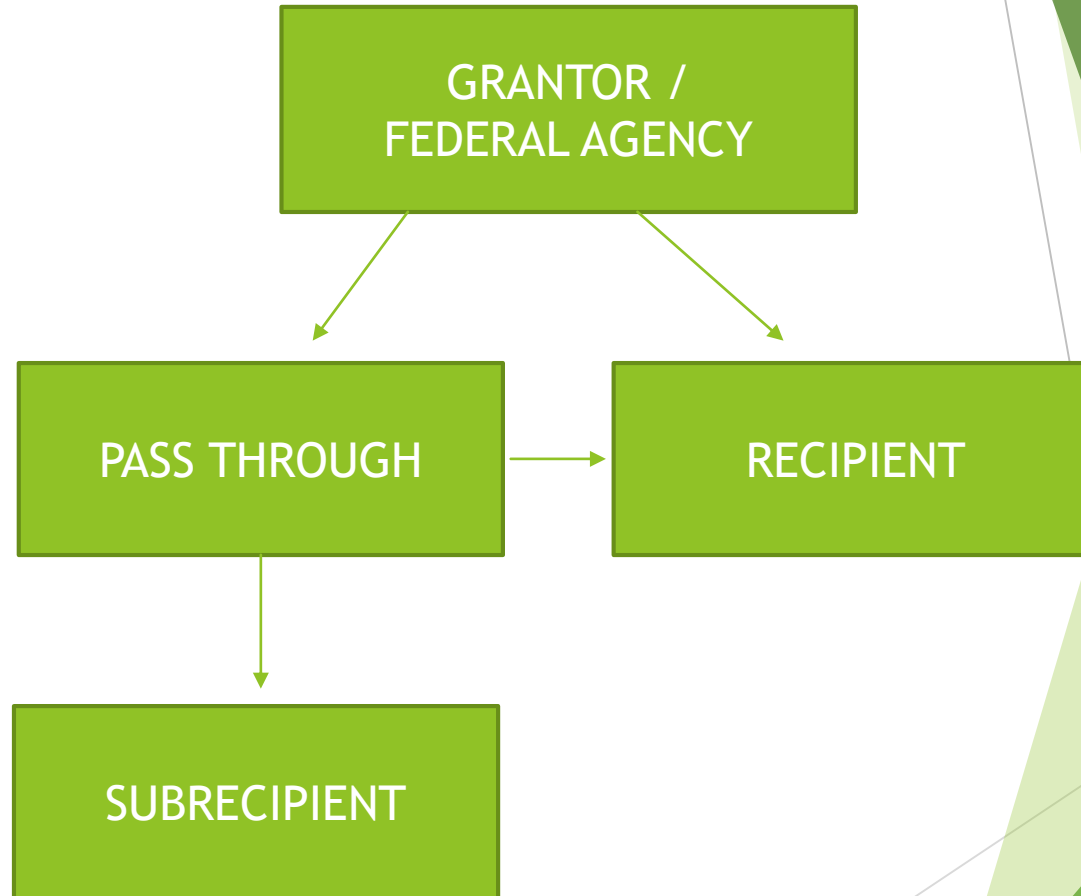 GRANTOR /
FEDERAL AGENCY
PASS THROUGH
RECIPIENT
SUBRECIPIENT